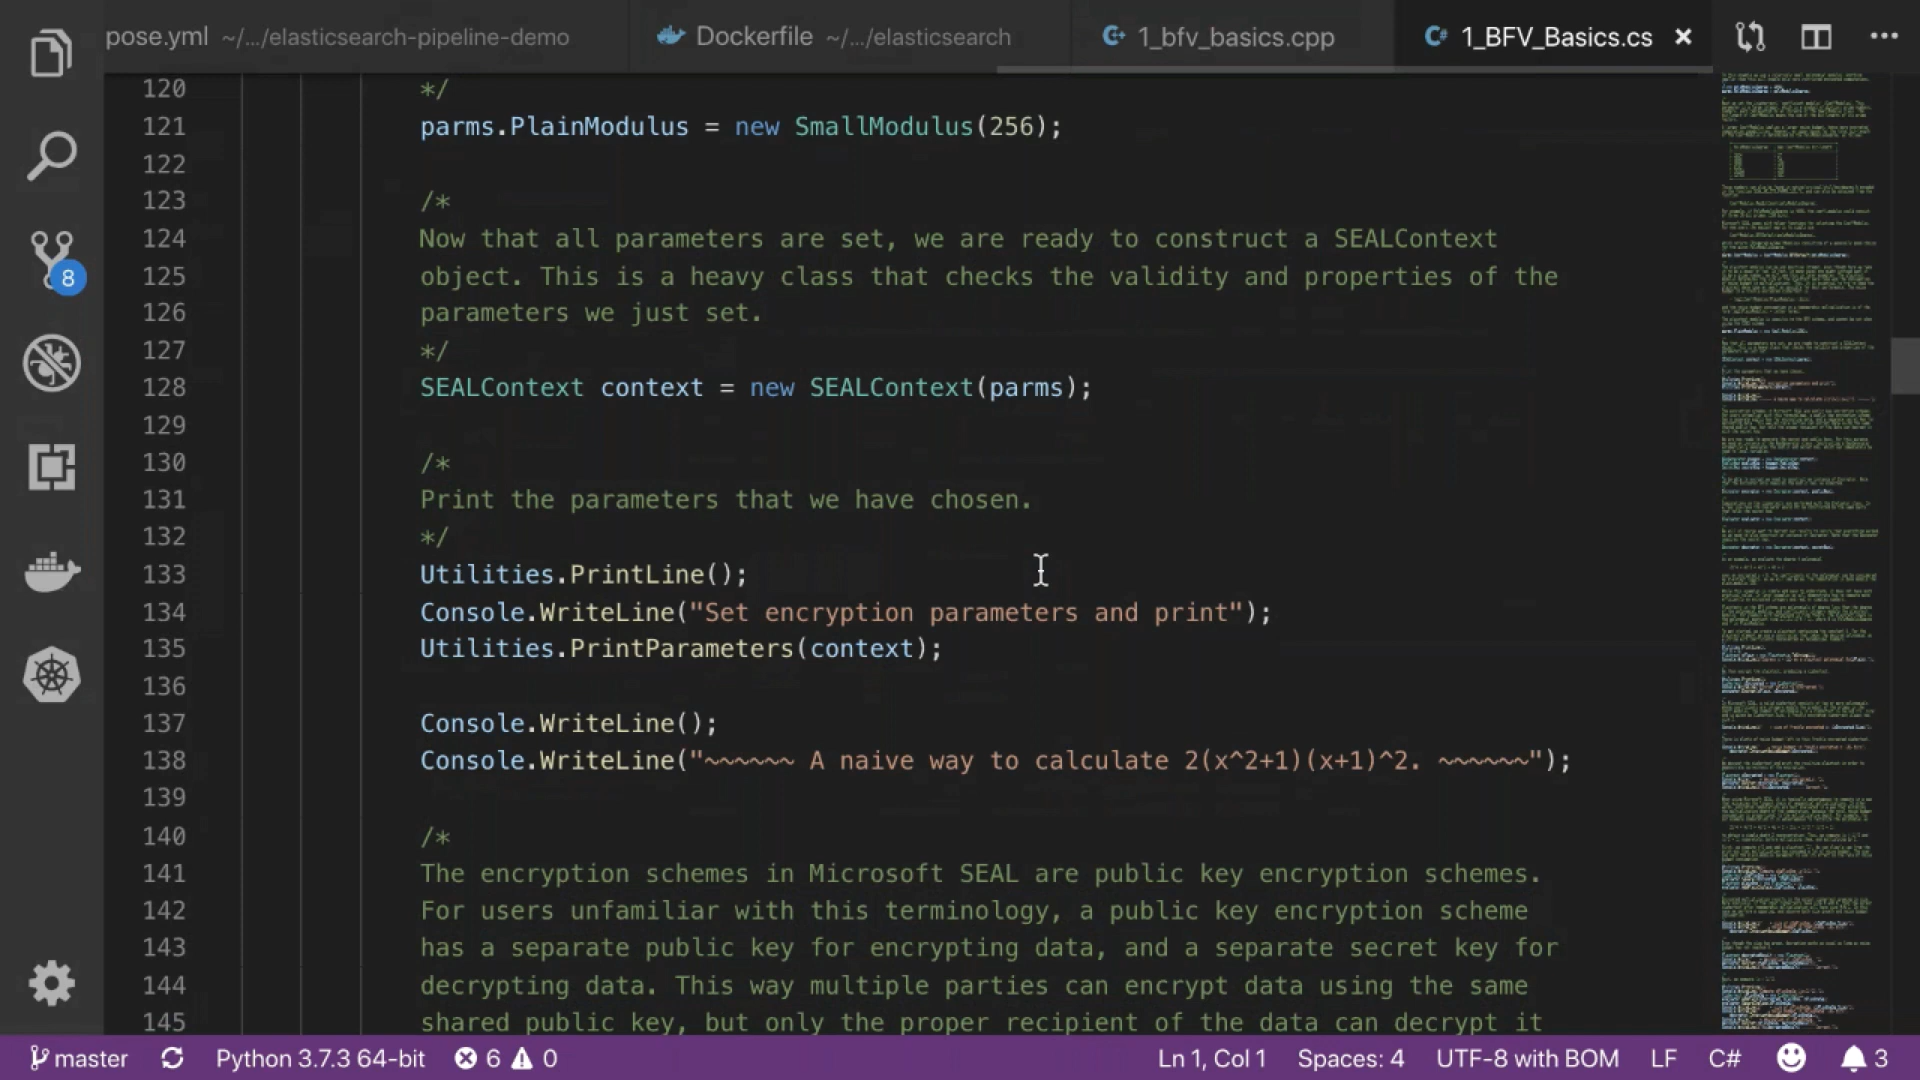 pose.yml ~/.../elasticsearch-pipeline-demo Dockerfile ~/.../elasticsearch 1_bfv_basics.cpp 1_BFV_Basics.cs
120 */
121 parms.PlainModulus = new SmallModulus(256);
122
123 /*
124 Now that all parameters are set, we are ready to construct a SEALContext
125 object. This is a heavy class that checks the validity and properties of the
126 parameters we just set.
127 */
128 SEALContext context = new SEALContext(parms);
129
130 /*
131 Print the parameters that we have chosen.
132 */
133 Utilities.PrintLine();
134 Console.WriteLine("Set encryption parameters and print");
135 Utilities.PrintParameters(context);
136
137 Console.WriteLine();
138 Console.WriteLine("~~~~~~ A naive way to calculate 2(x^2+1)(x+1)^2. ~~~~~~");
139
140 /*
141 The encryption schemes in Microsoft SEAL are public key encryption schemes.
142 For users unfamiliar with this terminology, a public key encryption scheme
143 has a separate public key for encrypting data, and a separate secret key for
144 decrypting data. This way multiple parties can encrypt data using the same
145 shared public key, but only the proper recipient of the data can decrypt it
8
master Python 3.7.3 64-bit 6 0 Ln 1, Col 1 Spaces: 4 UTF-8 with BOM LF C# 3